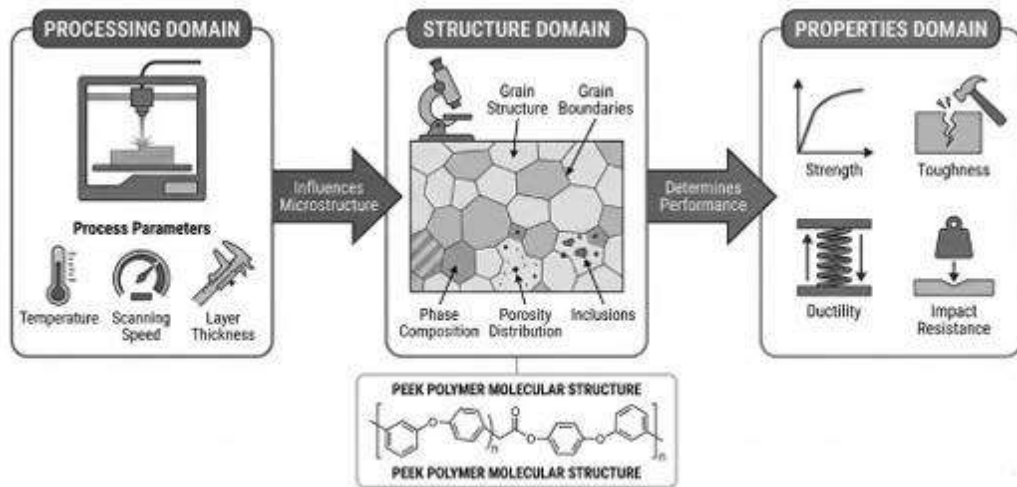 PROCESSING DOMAIN
Process Parameters
Temperature
Scanning
Speed
Layer
Thickness
Influences
Microstructure
STRUCTURE DOMAIN
Grain
Structure
Grain
Boundaries
Phase
Composition
Porosity
Distribution
Inclusions
Determines
Performance
PROPERTIES DOMAIN
Strength
Toughness
Ductility
Impact
Resistance
PEEK POLYMER MOLECULAR STRUCTURE
O
n
O
O
O
n
PEEK POLYMER MOLECULAR STRUCTURE